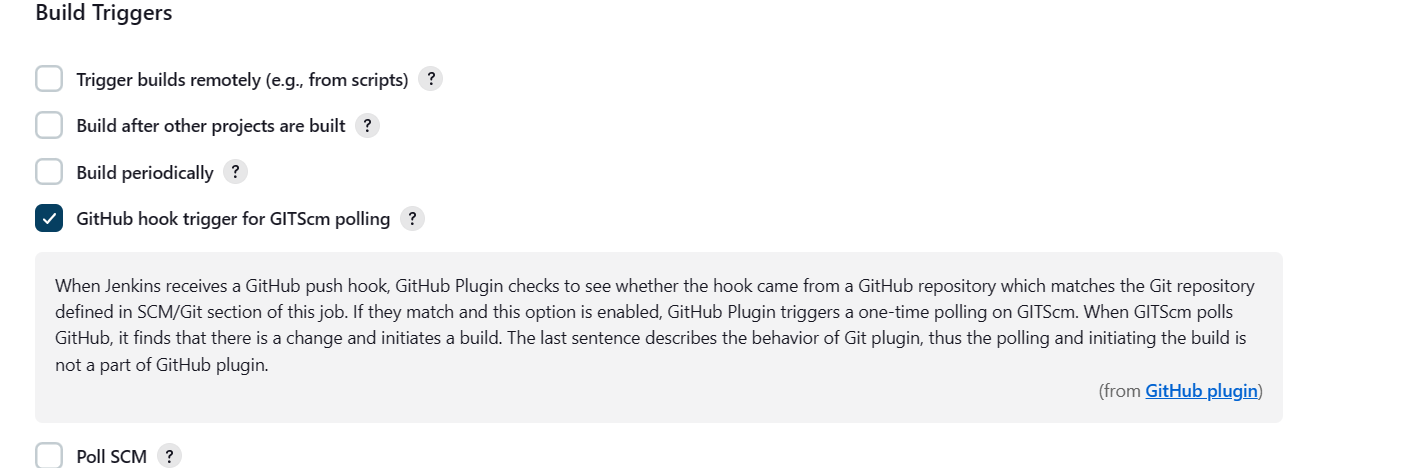 Build Triggers
Trigger builds remotely (e.g., from scripts) ?
Build after other projects are built ?
Build periodically ?
GitHub hook trigger for GITScm polling ?
When Jenkins receives a GitHub push hook, GitHub Plugin checks to see whether the hook came from a GitHub repository which matches the Git repository
defined in SCM/Git section of this job. If they match and this option is enabled, GitHub Plugin triggers a one-time polling on GITScm. When GITScm polls
GitHub, it finds that there is a change and initiates a build. The last sentence describes the behavior of Git plugin, thus the polling and initiating the build is
not a part of GitHub plugin.
(from GitHub plugin)
Poll SCM ?